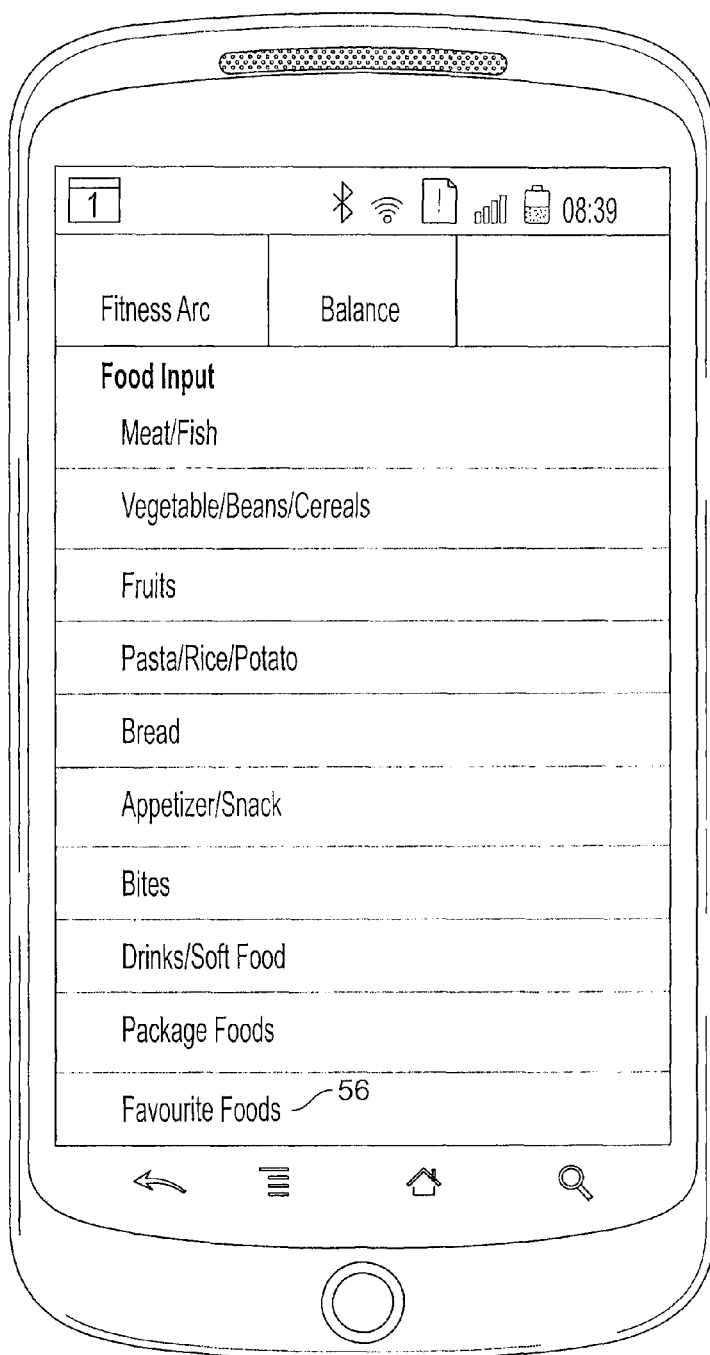 1 08:39
Fitness Arc Balance
Food Input
Meat/Fish
Vegetable/Beans/Cereals
Fruits
Pasta/Rice/Potato
Bread
Appetizer/Snack
Bites
Drinks/Soft Food
Package Foods
Favourite Foods 56